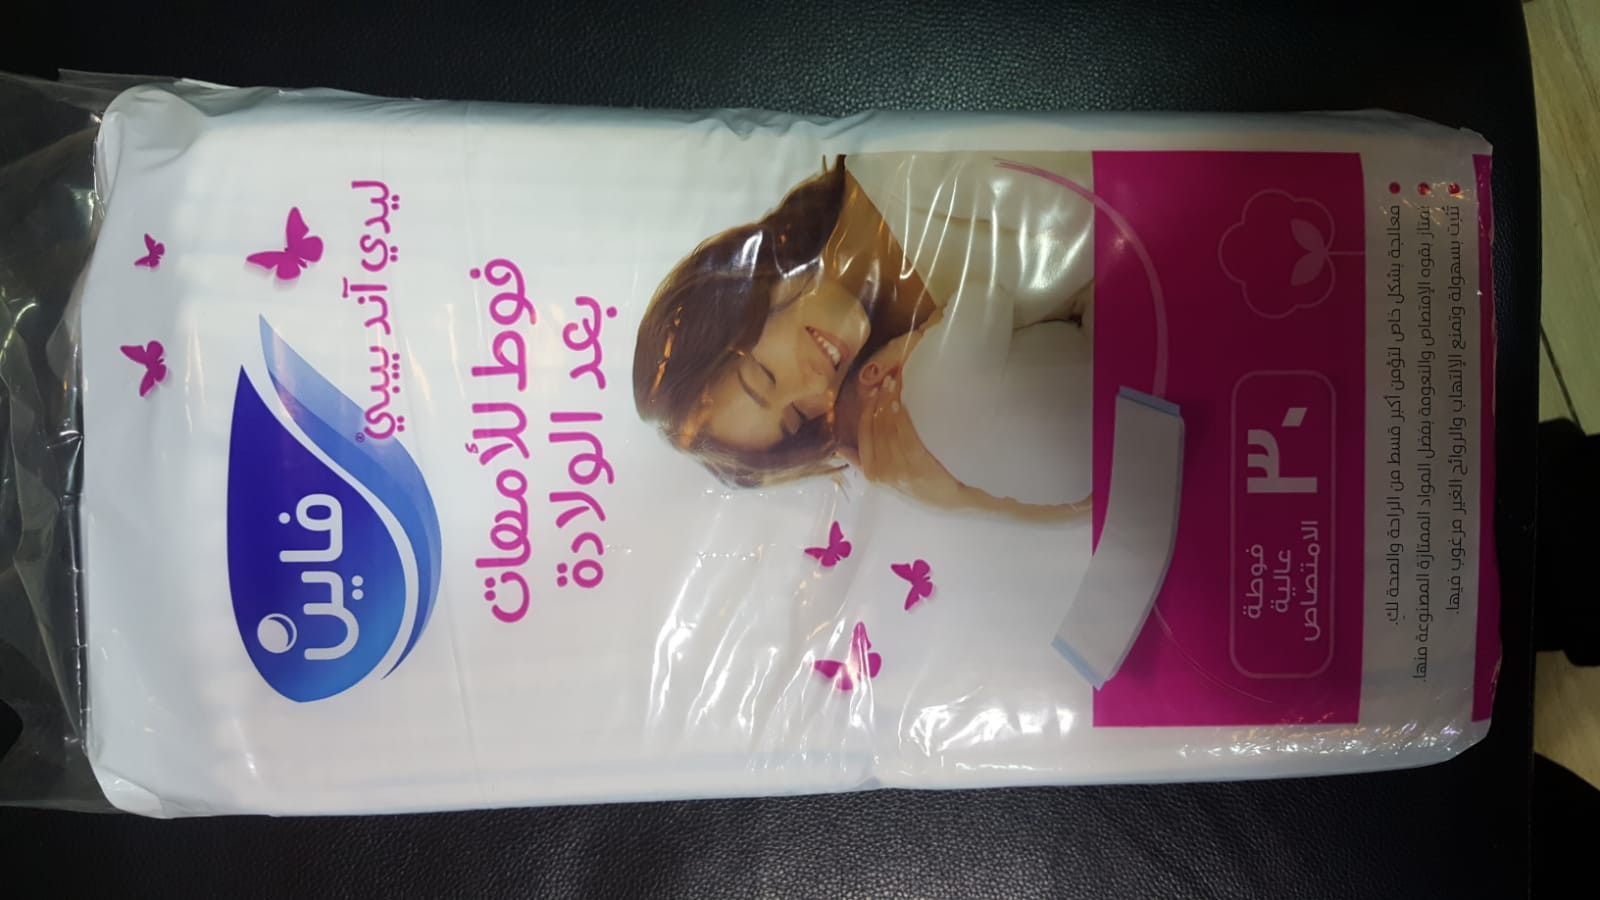 فاين
ليدي آند بيبي®
فوط للأمهات
بعد الولادة
٣٠
فوطة
عالية
الامتصاص
معالجة بشكل خاص لتؤمن أكبر قسط من الراحة والصحة لكِ.
تمتاز بقوة الإمتصاص والنعومة بفضل المواد الممتازة المصنوعة منها.
تثبت بسهولة وتمنع الإلتهاب والروائح الغير مرغوب فيها.